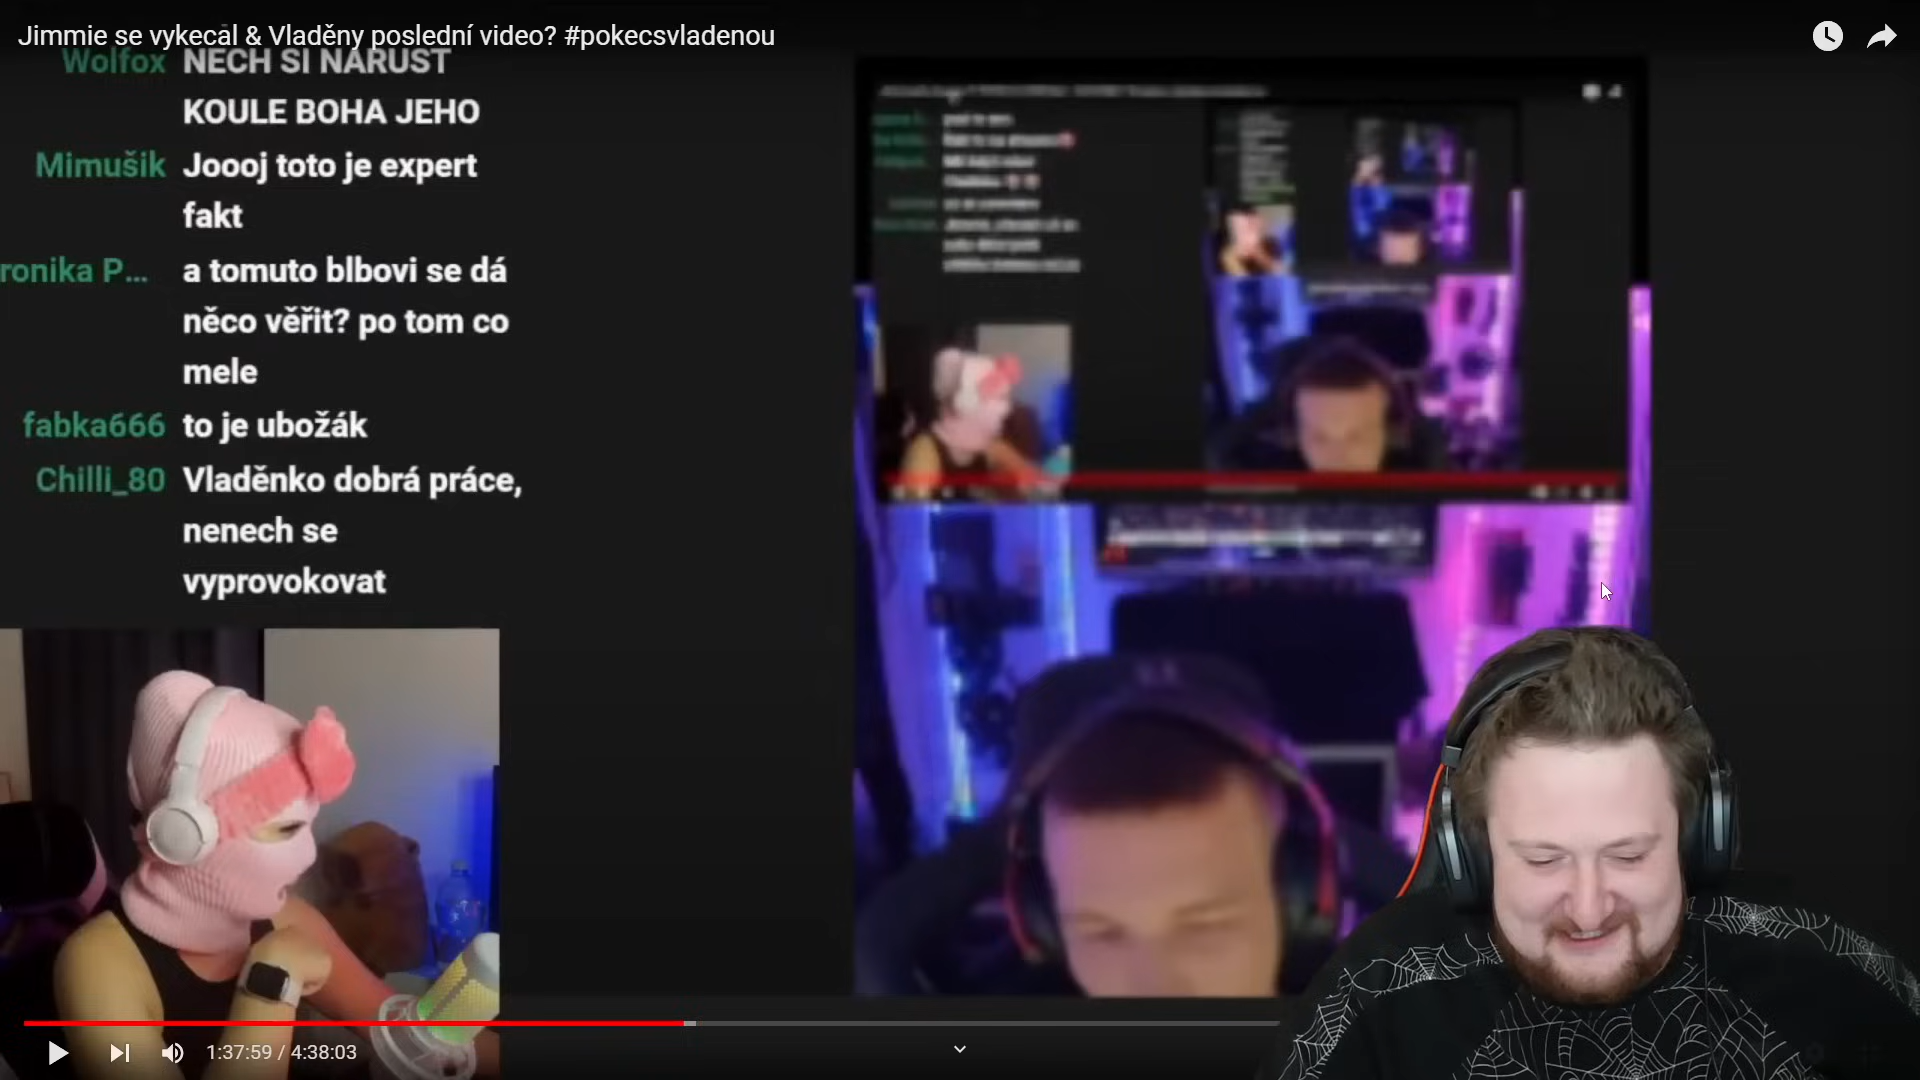 Jimmie se vykecal & Vladěny poslední video? #pokecsvladenou
Wolfox NECH SI NARUST
KOULE BOHA JEHO
Mimušik Joooj toto je expert
fakt
ronika P... a tomuto blbovi se dá
něco věřit? po tom co
mele
fabka666 to je ubožák
Chilli_80 Vladěnko dobrá práce,
nenech se
vyprovokovat
1:37:59 / 4:38:03